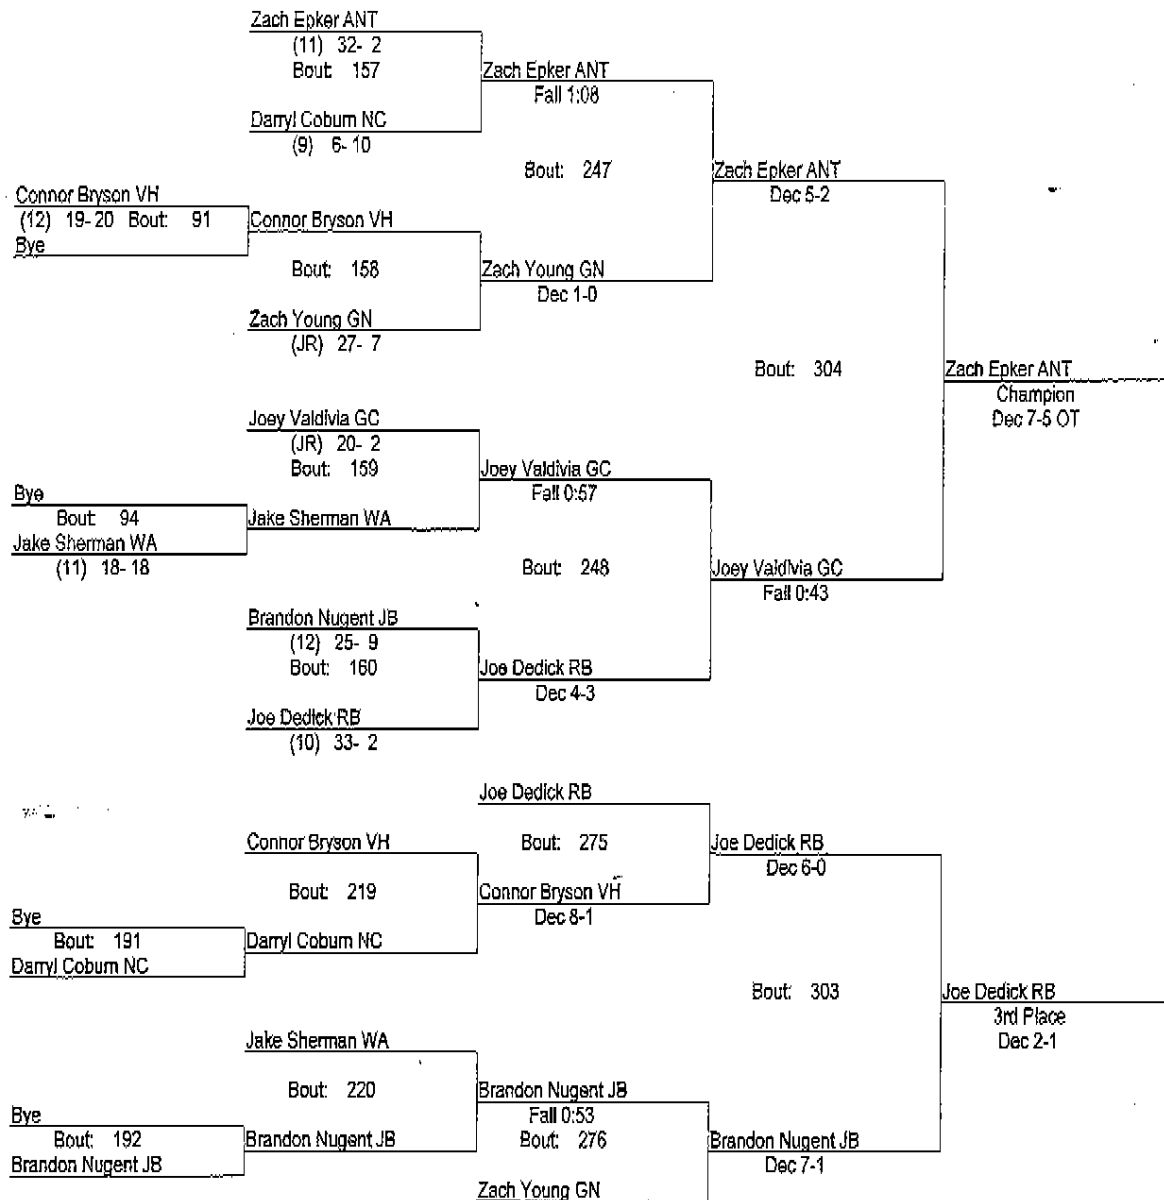 Zach Epker ANT
(11) 32- 2
Bout: 157
Zach Epker ANT
Fall 1:08
Darryl Coburn NC
(9) 6- 10
Bout: 247
Zach Epker ANT
Dec 5-2
Connor Bryson VH
(12) 19- 20 Bout: 91
Bye
Connor Bryson VH
Bout: 158
Zach Young GN
Dec 1-0
Zach Young GN
(JR) 27- 7
Bout: 304
Zach Epker ANT
Champion
Dec 7-5 OT
Joey Valdivia GC
(JR) 20- 2
Bout: 159
Joey Valdivia GC
Fall 0:57
Bye
Bout: 94
Jake Sherman WA
(11) 18- 18
Jake Sherman WA
Bout: 248
Joey Valdivia GC
Fall 0:43
Brandon Nugent JB
(12) 25- 9
Bout: 160
Joe Dedick RB
Dec 4-3
Joe Dedick RB
(10) 33- 2
Joe Dedick RB
Bout: 275
Joe Dedick RB
Dec 6-0
Connor Bryson VH
Bout: 219
Connor Bryson VH
Dec 8-1
Bye
Bout: 191
Darryl Coburn NC
Darryl Coburn NC
Bout: 303
Joe Dedick RB
3rd Place
Dec 2-1
Jake Sherman WA
Bout: 220
Brandon Nugent JB
Fall 0:53
Bye
Bout: 192
Brandon Nugent JB
Brandon Nugent JB
Bout: 276
Brandon Nugent JB
Dec 7-1
Zach Young GN